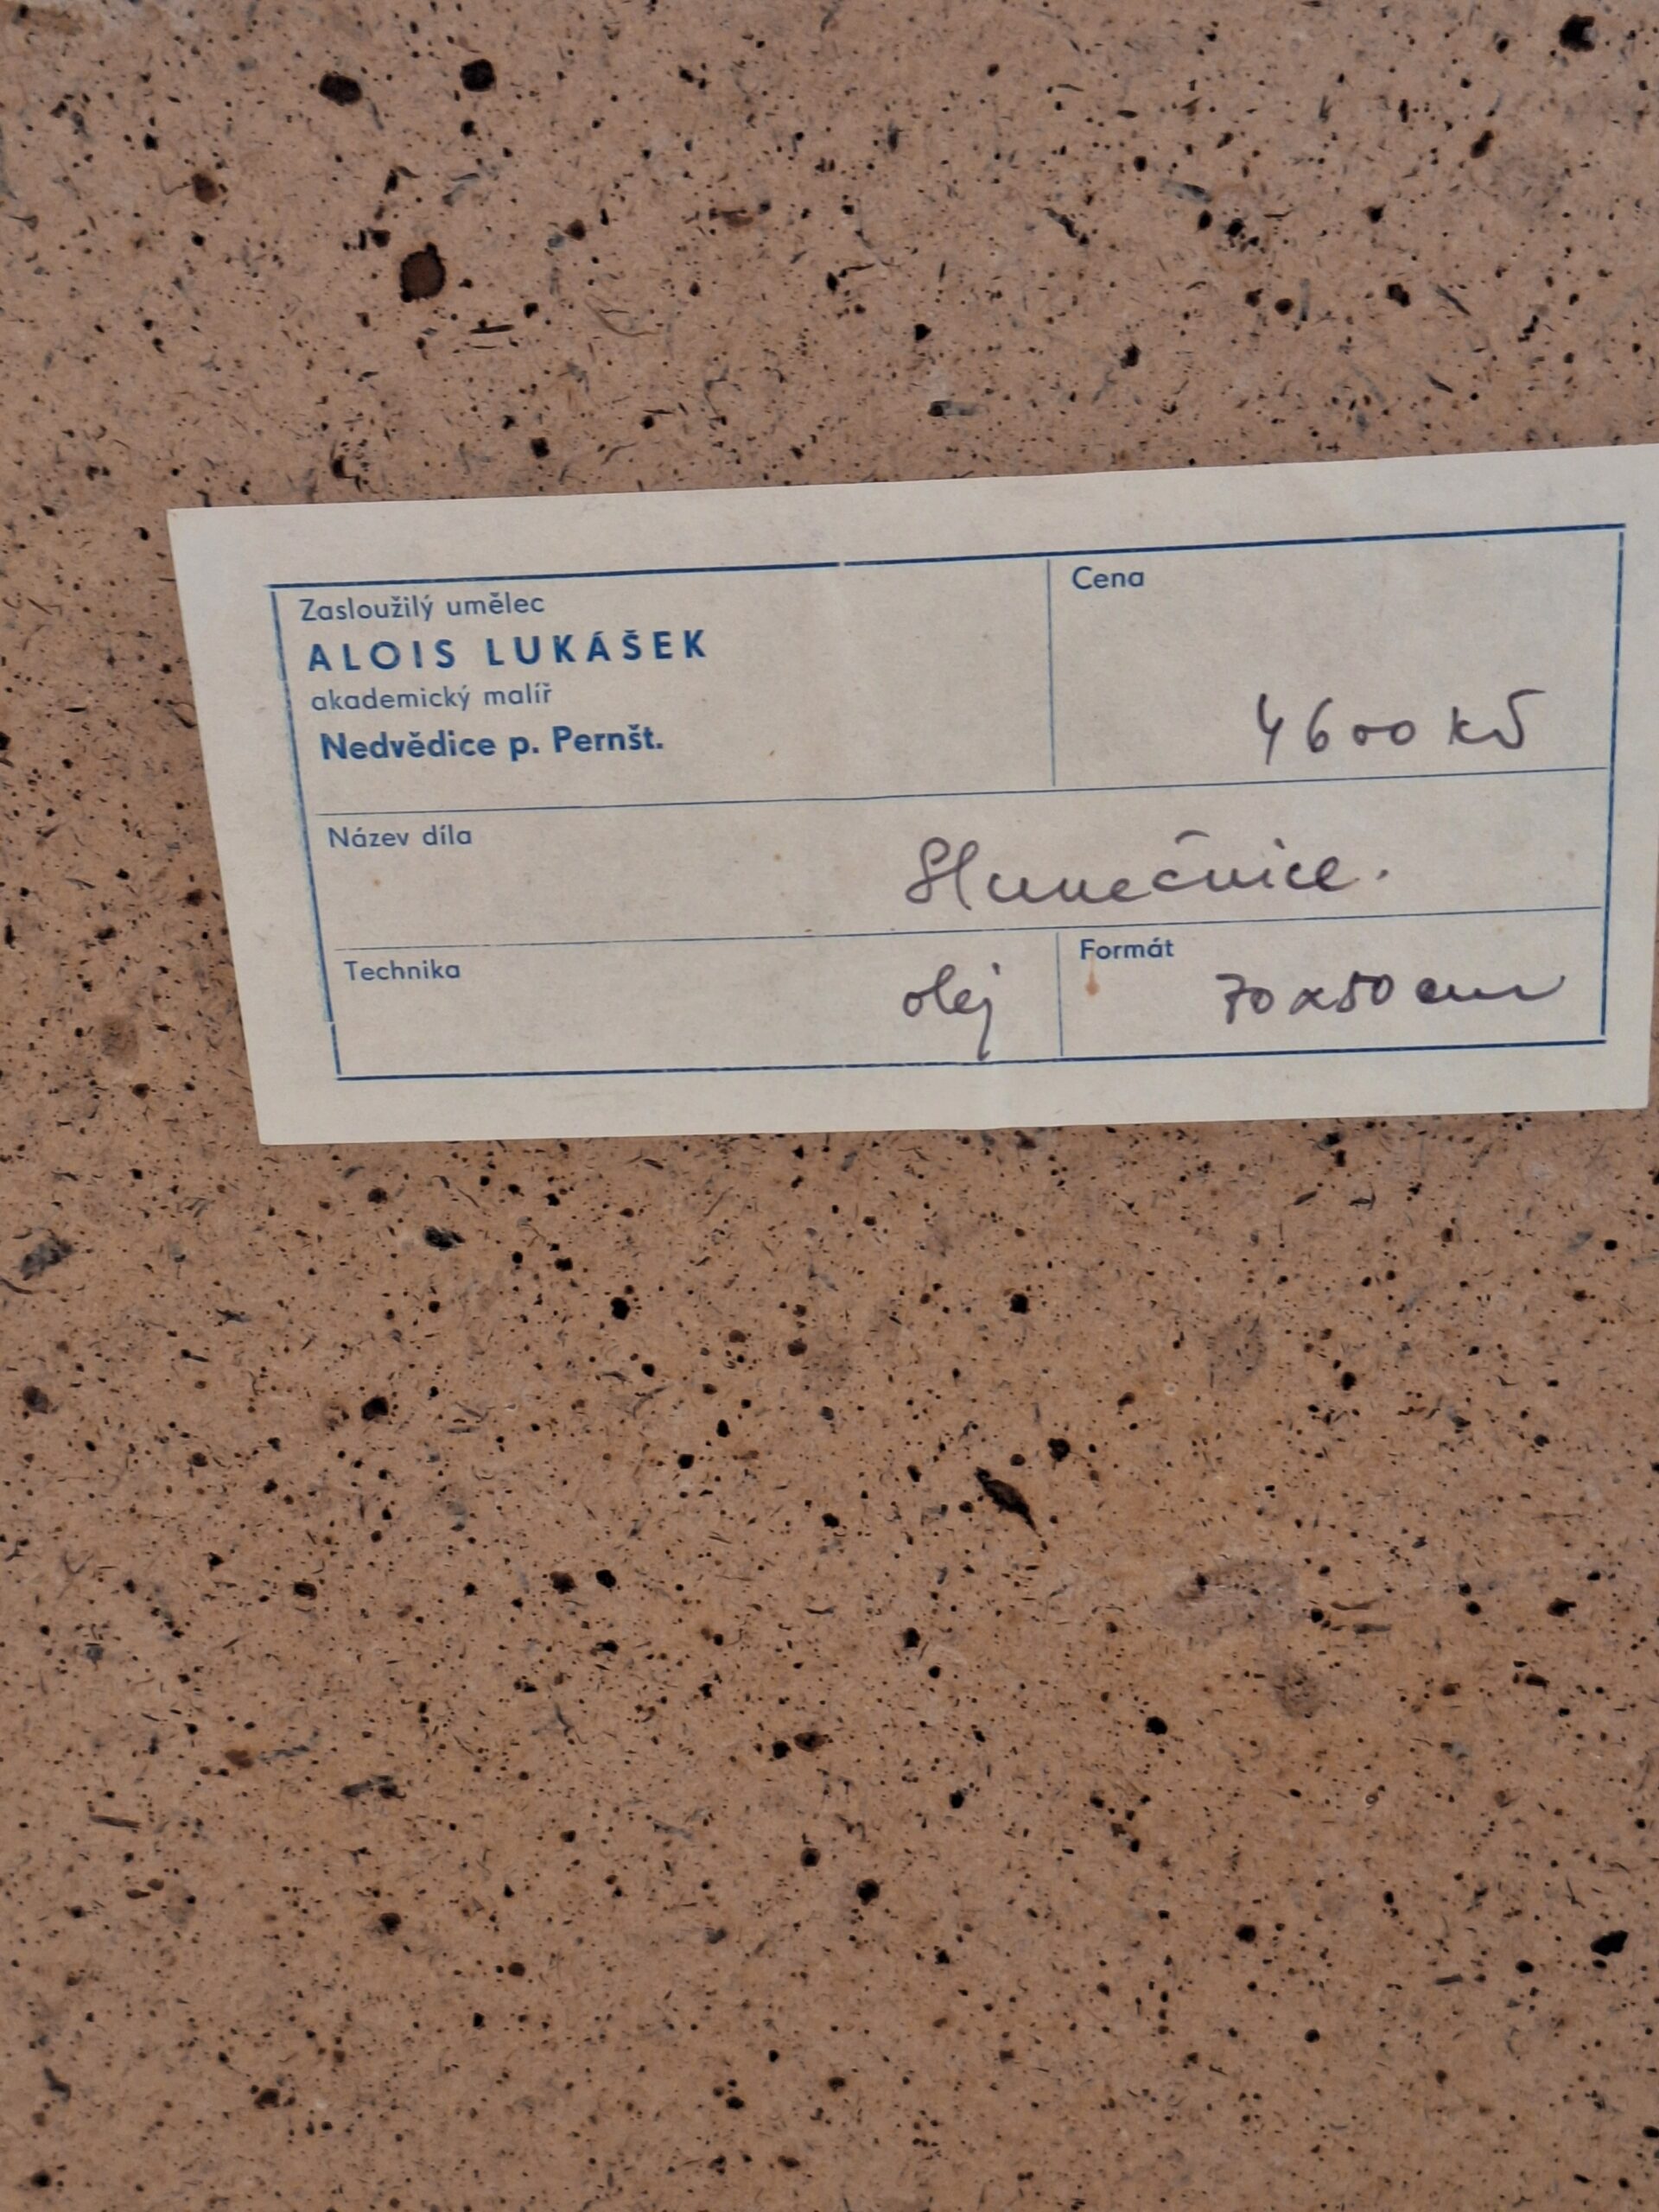 Zasloužilý umělec
ALOIS LUKÁŠEK
akademický malíř
Nedvědice p. Pernšt.
Cena
4600 kčs
Název díla
Slunečnice.
Technika
olej
Formát
70x50 cm